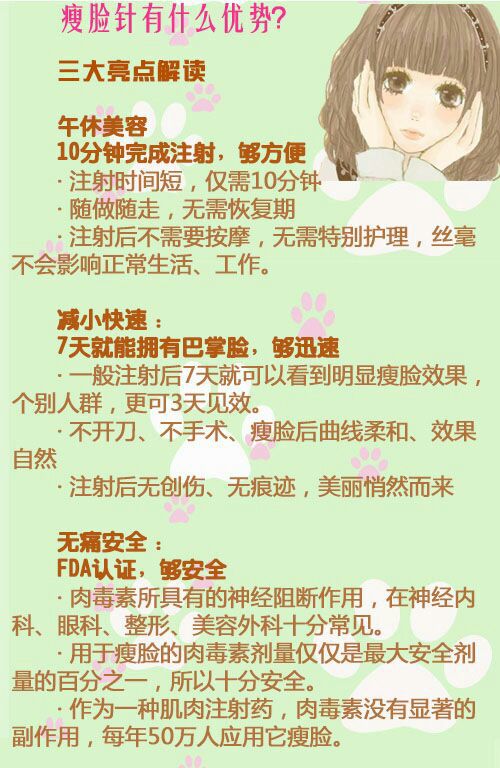 瘦脸针有什么优势?
三大亮点解读
午休美容
10分钟完成注射，够方便
· 注射时间短，仅需10分钟
· 随做随走，无需恢复期
· 注射后不需要按摩，无需特别护理，丝毫
不会影响正常生活、工作。
减小快速：
7天就能拥有巴掌脸，够迅速
· 一般注射后7天就可以看到明显瘦脸效果，
个别人群，更可3天见效。
· 不开刀、不手术、瘦脸后曲线柔和、效果
自然
· 注射后无创伤、无痕迹，美丽悄然而来
无痛安全：
FDA认证，够安全
· 肉毒素所具有的神经阻断作用，在神经内
科、眼科、整形、美容外科十分常见。
· 用于瘦脸的肉毒素剂量仅仅是最大安全剂
量的百分之一，所以十分安全。
· 作为一种肌肉注射药，肉毒素没有显著的
副作用，每年50万人应用它瘦脸。